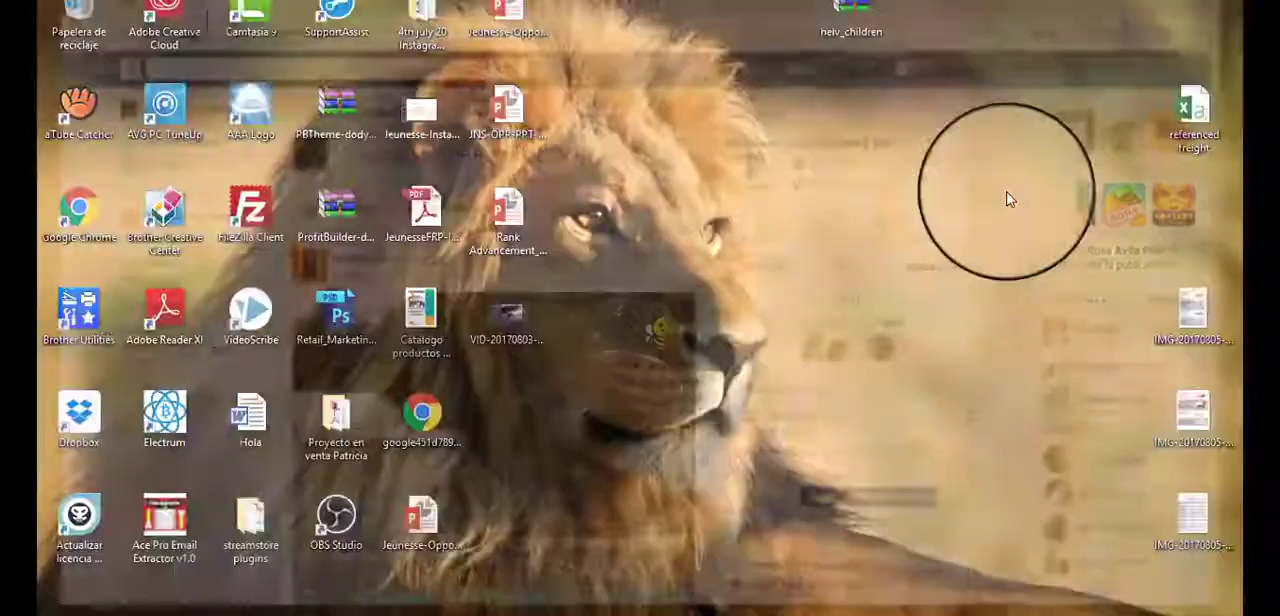 Papelera de
reciclaje
Adobe Creative
Cloud
Camtasia 9
SupportAssist
4th july 20
Instagra...
Jeunesse-Oppo...
heiv_children
aTube Catcher
AVG PC TuneUp
AAA Logo
PBTheme-dody...
Jeunesse-Insta...
JNS-OPP-PPT-...
referenced
freight
Google Chrome
Brother Creative
Center
FileZilla Client
ProfitBuilder-d...
JeunesseFRP-I...
Rank
Advancement_...
Rosa Avila
Brother Utilities
Adobe Reader XI
VideoScribe
Retail_Marketin...
Catalogo
productos ...
VID-20170803-...
IMG-20170805-...
Dropbox
Electrum
Hola
Proyecto en
venta Patricia
google451d789...
IMG-20170805-...
Actualizar
licencia ...
Ace Pro Email
Extractor v1.0
streamstore
plugins
OBS Studio
Jeunesse-Oppo...
IMG-20170805-...